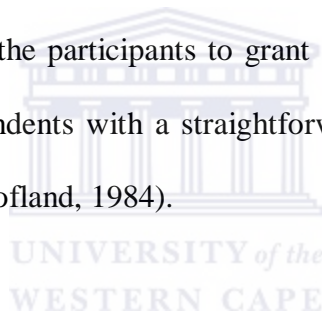 the participants to grant
ndents with a straightforw
ofland, 1984).
UNIVERSITY of the
WESTERN CAPE